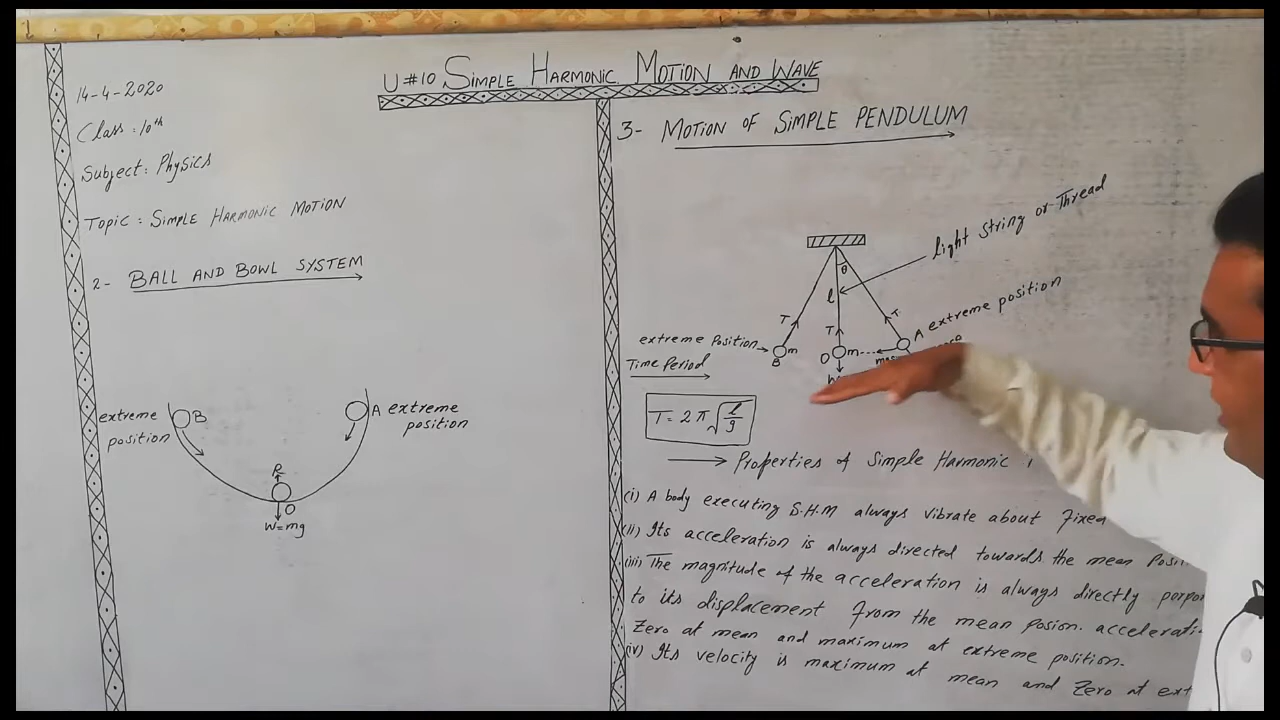 U#10 SIMPLE HARMONIC MOTION AND WAVE
14-4-2020
Class: 10th
Subject: Physics
TOPIC: SIMPLE HARMONIC MOTION
2- BALL AND BOWL SYSTEM
extreme position
B
A extreme position
R
O
W=mg
3- MOTION OF SIMPLE PENDULUM
light string or Thread
θ
l
T
T
T
A extreme position
extreme Position
B
m
O
m
Time Period
T = 2π√l/g
Properties of Simple Harmonic
(i) A body executing S.H.M always vibrate about fixed
(ii) Its acceleration is always directed towards the mean
(iii) The magnitude of the acceleration is always directly
to its displacement from the mean Posion.
Zero at mean and maximum at extreme position.
(iv) Its velocity is maximum at mean and Zero at